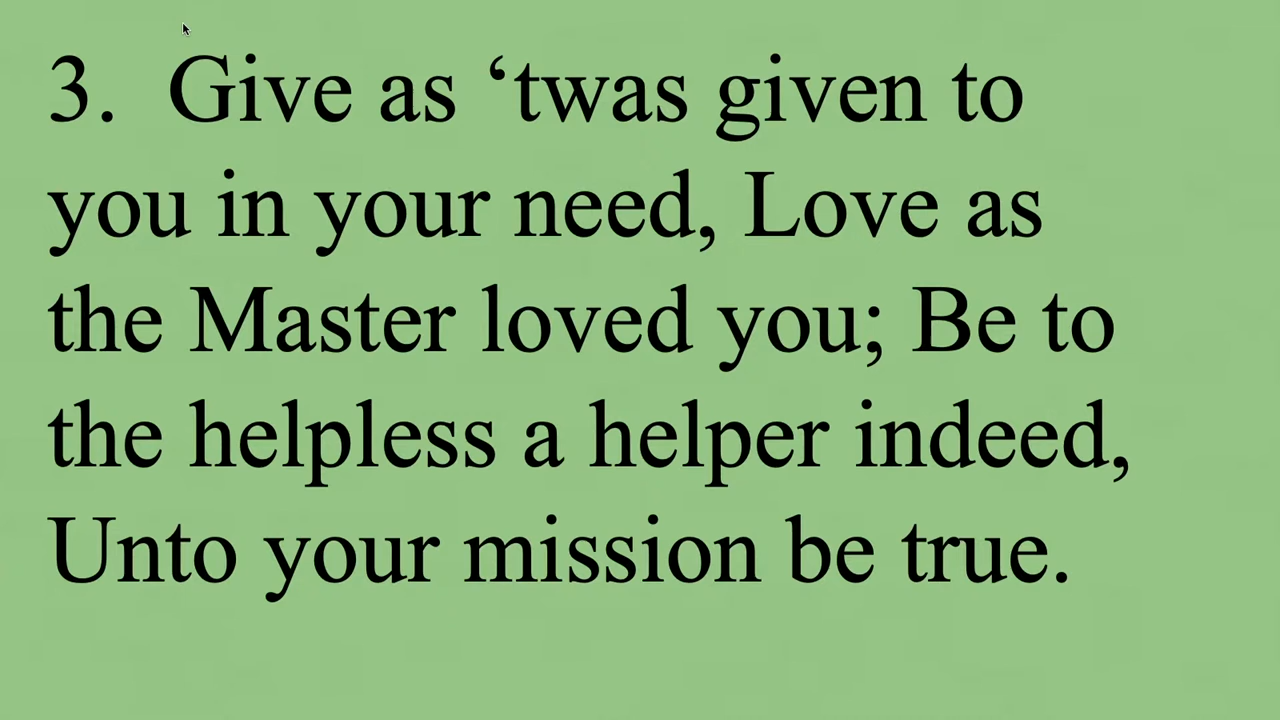 3.  Give as ‘twas given to
you in your need, Love as
the Master loved you; Be to
the helpless a helper indeed,
Unto your mission be true.